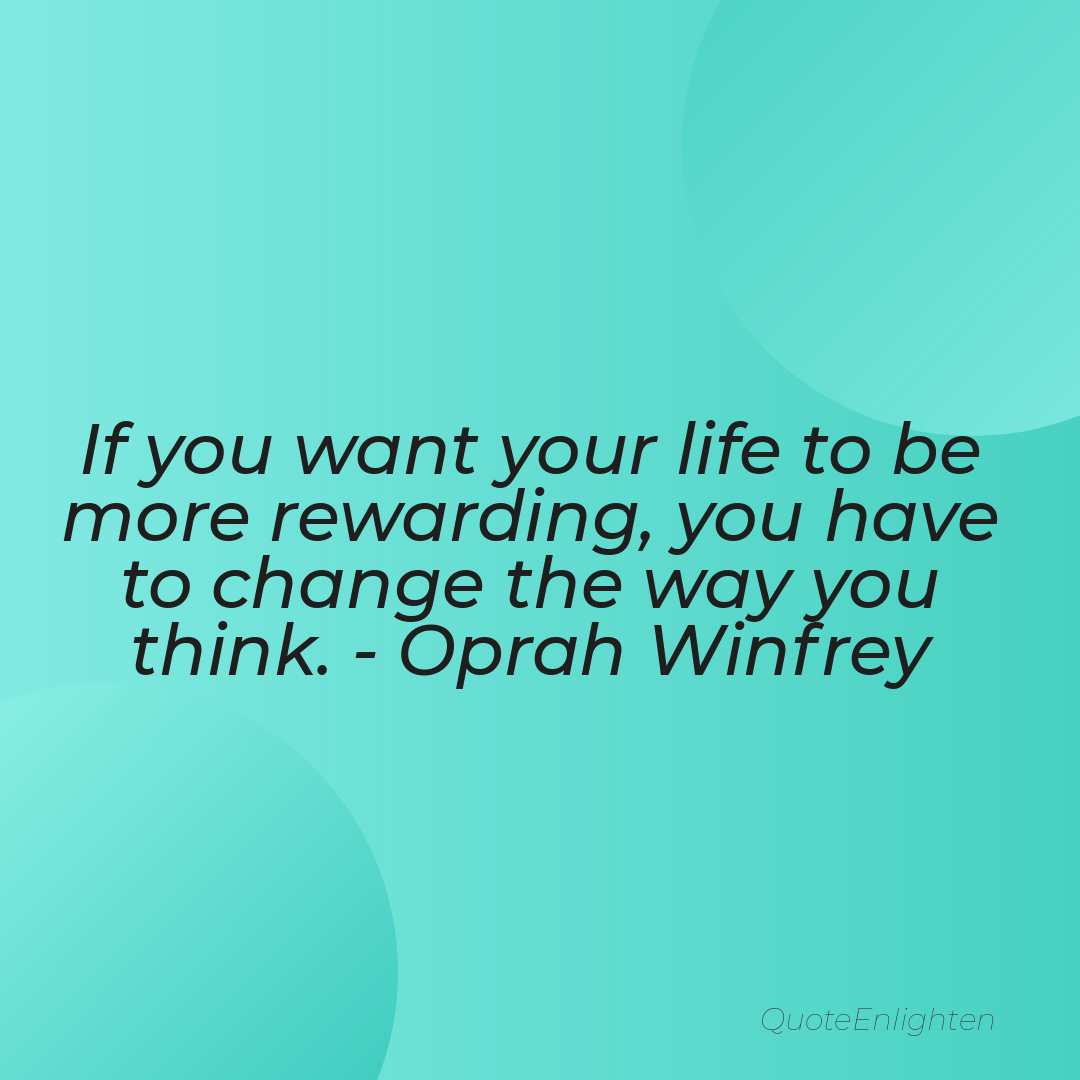 If you want your life to be
more rewarding, you have
to change the way you
think. - Oprah Winfrey
QuoteEnlighten